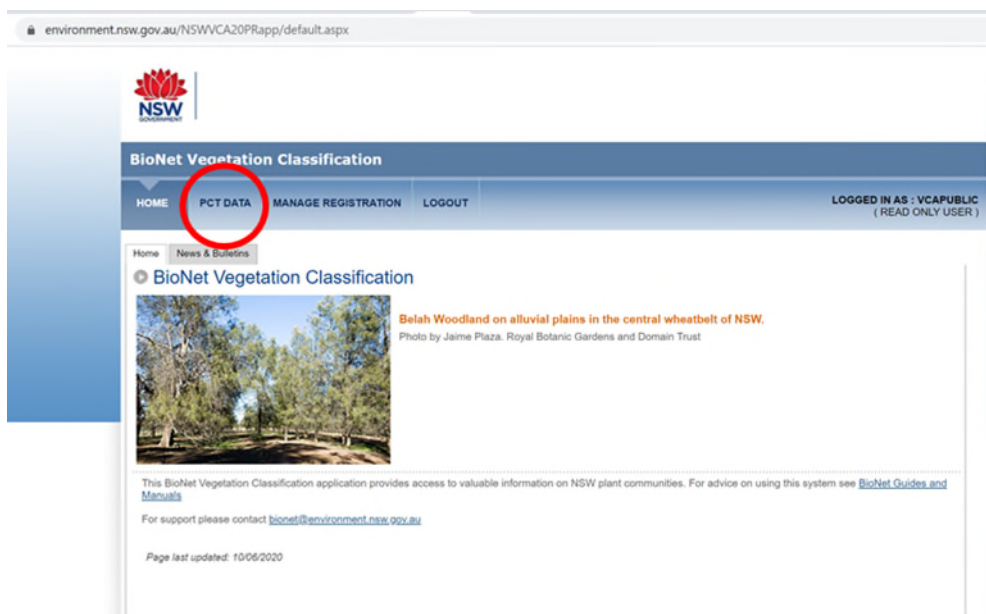 environment.nsw.gov.au/NSWVCA20PRapp/default.aspx
NSW
GOVERNMENT
BioNet Vegetation Classification
HOME PCT DATA MANAGE REGISTRATION LOGOUT
LOGGED IN AS : VCAPUBLIC
( READ ONLY USER )
Home News & Bulletins
BioNet Vegetation Classification
Belah Woodland on alluvial plains in the central wheatbelt of NSW.
Photo by Jaime Plaza. Royal Botanic Gardens and Domain Trust
This BioNet Vegetation Classification application provides access to valuable information on NSW plant communities. For advice on using this system see BioNet Guides and
Manuals
For support please contact bionet@environment.nsw.gov.au
Page last updated: 10/06/2020